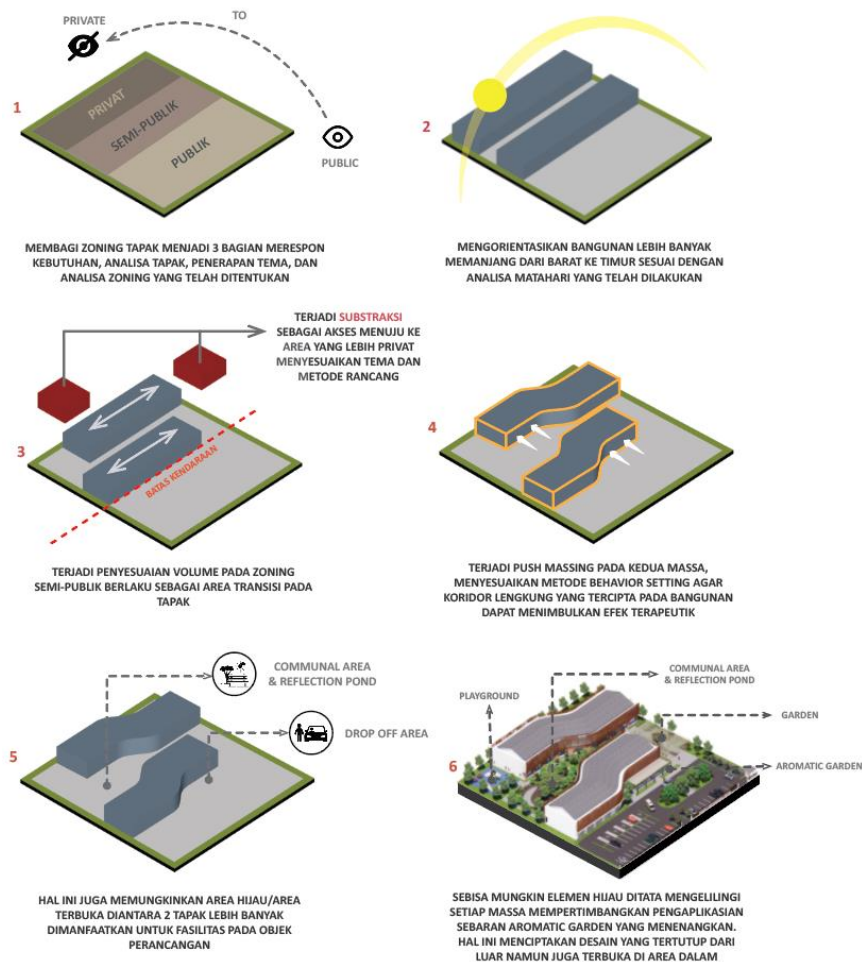 PRIVATE
TO
1
PRIVAT
SEMI-PUBLIK
PUBLIK
PUBLIC
MEMBAGI ZONING TAPAK MENJADI 3 BAGIAN MERESPON
KEBUTUHAN, ANALISA TAPAK, PENERAPAN TEMA, DAN
ANALISA ZONING YANG TELAH DITENTUKAN
2
MENGORIENTASIKAN BANGUNAN LEBIH BANYAK
MEMANJANG DARI BARAT KE TIMUR SESUAI DENGAN
ANALISA MATAHARI YANG TELAH DILAKUKAN
TERJADI SUBSTRAKSI
SEBAGAI AKSES MENUJU KE
AREA YANG LEBIH PRIVAT
MENYESUAIKAN TEMA DAN
METODE RANCANG
3
BATAS KENDARAAN
TERJADI PENYESUAIAN VOLUME PADA ZONING
SEMI-PUBLIK BERLAKU SEBAGAI AREA TRANSISI PADA
TAPAK
4
TERJADI PUSH MASSING PADA KEDUA MASSA,
MENYESUAIKAN METODE BEHAVIOR SETTING AGAR
KORIDOR LENGKUNG YANG TERCIPTA PADA BANGUNAN
DAPAT MENIMBULKAN EFEK TERAPEUTIK
COMMUNAL AREA
& REFLECTION POND
DROP OFF AREA
5
HAL INI JUGA MEMUNGKINKAN AREA HIJAU/AREA
TERBUKA DIANTARA 2 TAPAK LEBIH BANYAK
DIMANFAATKAN UNTUK FASILITAS PADA OBJEK
PERANCANGAN
COMMUNAL AREA
& REFLECTION POND
PLAYGROUND
GARDEN
6
AROMATIC GARDEN
SEBISA MUNGKIN ELEMEN HIJAU DITATA MENGELILINGI
SETIAP MASSA MEMPERTIMBANGKAN PENGAPLIKASIAN
SEBARAN AROMATIC GARDEN YANG MENENANGKAN.
HAL INI MENCIPTAKAN DESAIN YANG TERTUTUP DARI
LUAR NAMUN JUGA TERBUKA DI AREA DALAM